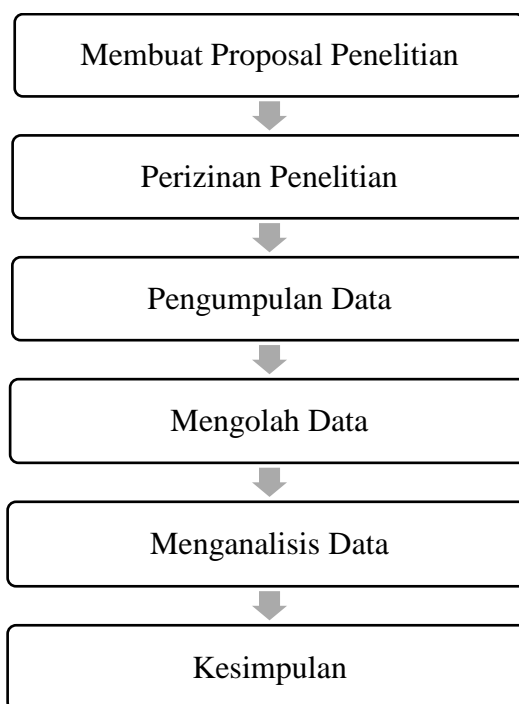 Membuat Proposal Penelitian
Perizinan Penelitian
Pengumpulan Data
Mengolah Data
Menganalisis Data
Kesimpulan